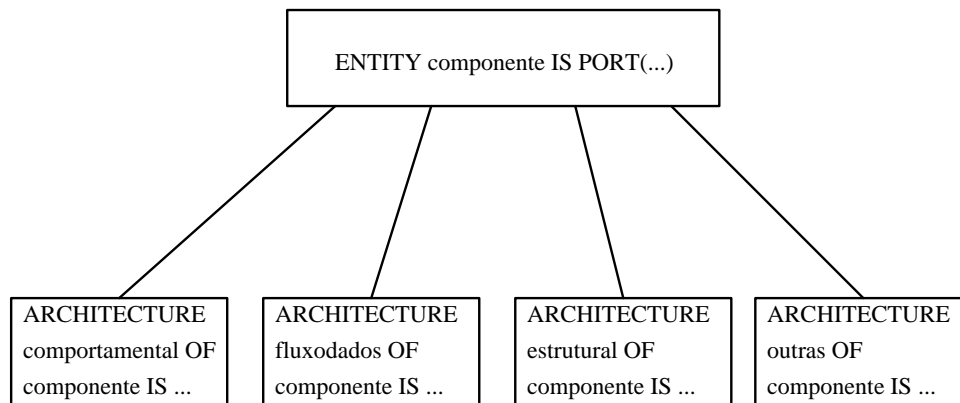 ENTITY componente IS PORT(...)
ARCHITECTURE
comportamental OF
componente IS ...
ARCHITECTURE
fluxodados OF
componente IS ...
ARCHITECTURE
estrutural OF
componente IS ...
ARCHITECTURE
outras OF
componente IS ...